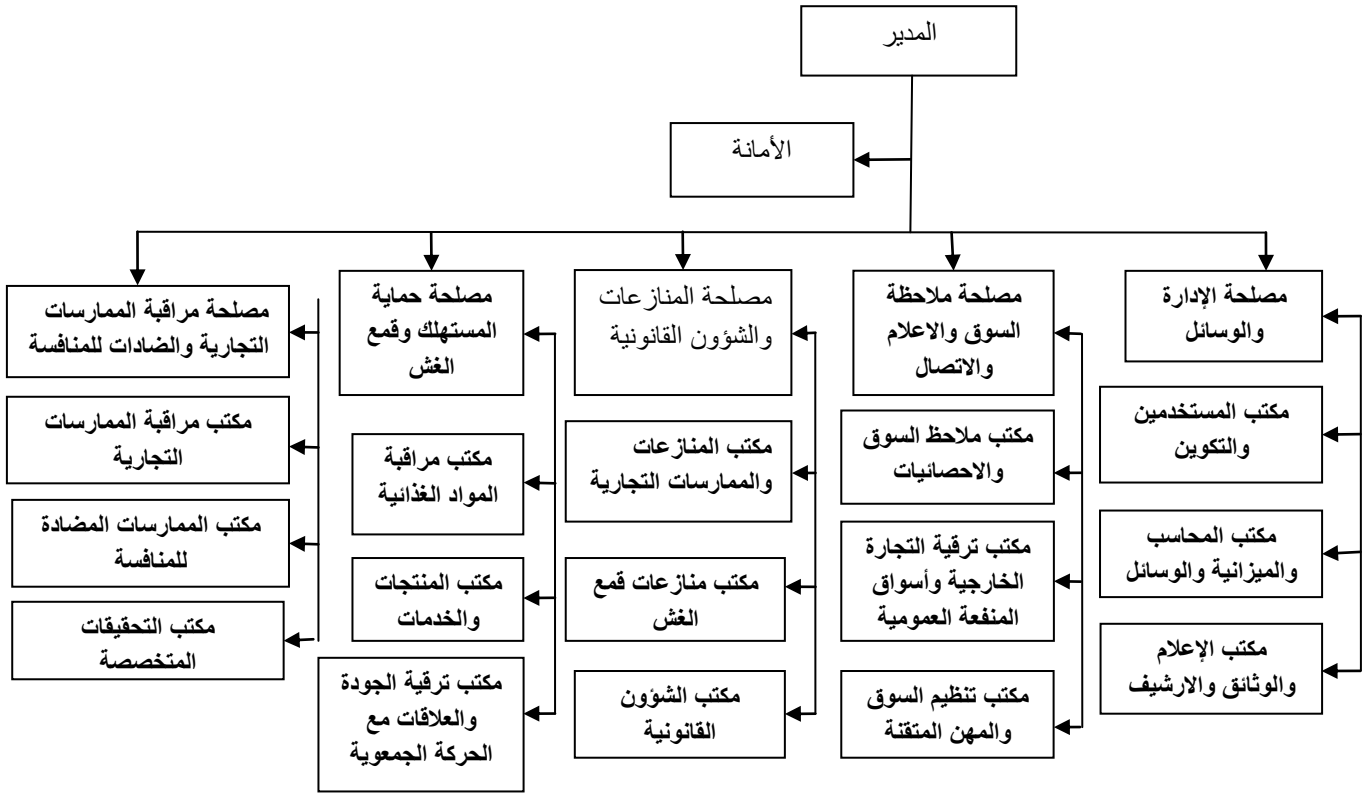 المدير
الأمانة
مصلحة الإدارة
والوسائل
مكتب المستخدمين
والتكوين
مكتب المحاسب
والميزانية والوسائل
مكتب الإعلام
والوثائق والارشيف
مصلحة ملاحظة
السوق والاعلام
والاتصال
مكتب ملاحظ السوق
والاحصائيات
مكتب ترقية التجارة
الخارجية وأسواق
المنفعة العمومية
مكتب تنظيم السوق
والمهن المتقنة
مصلحة المنازعات
والشؤون القانونية
مكتب المنازعات
والممارسات التجارية
مكتب منازعات قمع
الغش
مكتب الشؤون
القانونية
مصلحة حماية
المستهلك وقمع
الغش
مكتب مراقبة
المواد الغذائية
مكتب المنتجات
والخدمات
مكتب ترقية الجودة
والعلاقات مع
الحركة الجمعوية
مصلحة مراقبة الممارسات
التجارية والضادات للمنافسة
مكتب مراقبة الممارسات
التجارية
مكتب الممارسات المضادة
للمنافسة
مكتب التحقيقات
المتخصصة